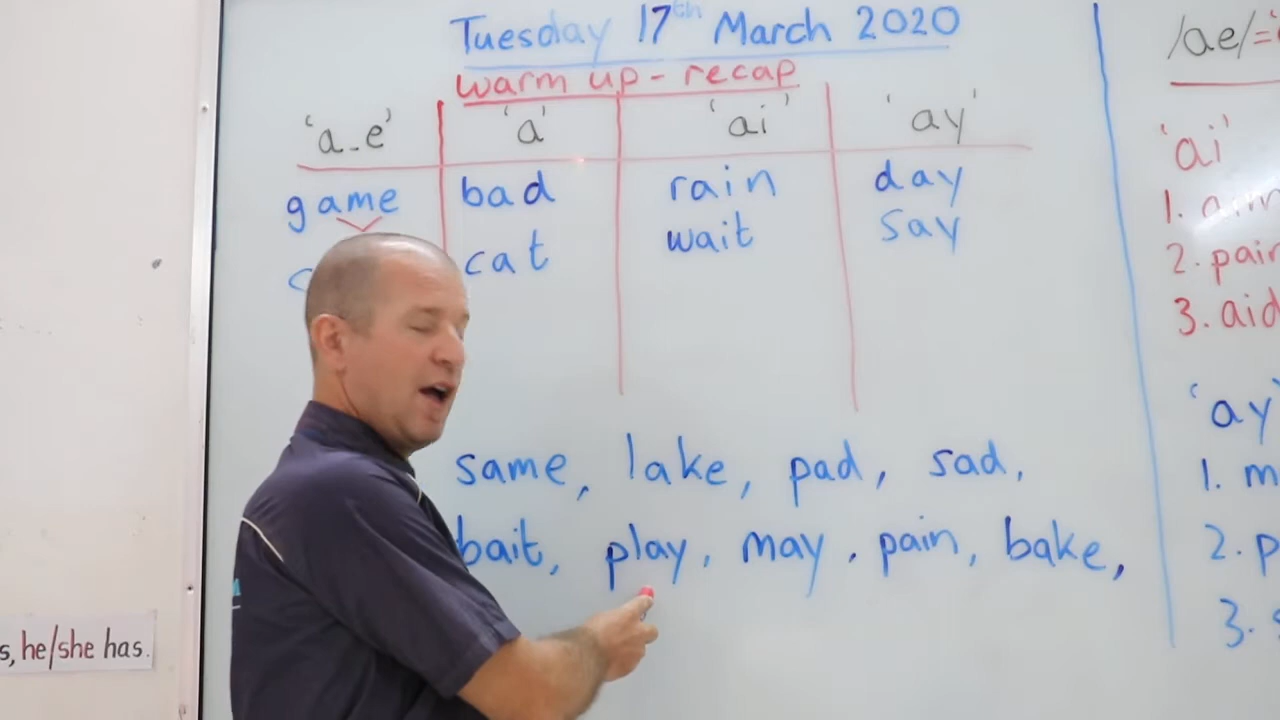 Tuesday 17th March 2020
warm up - recap
'a-e' 'a' 'ai' 'ay'
game bad rain day
cat wait say
same, lake, pad, sad,
bait, play, may, pain, bake,
/ae/=
'ai'
1.
2. pair
3. aid
'ay'
1. m
2. p
3. s
s, he/she has.